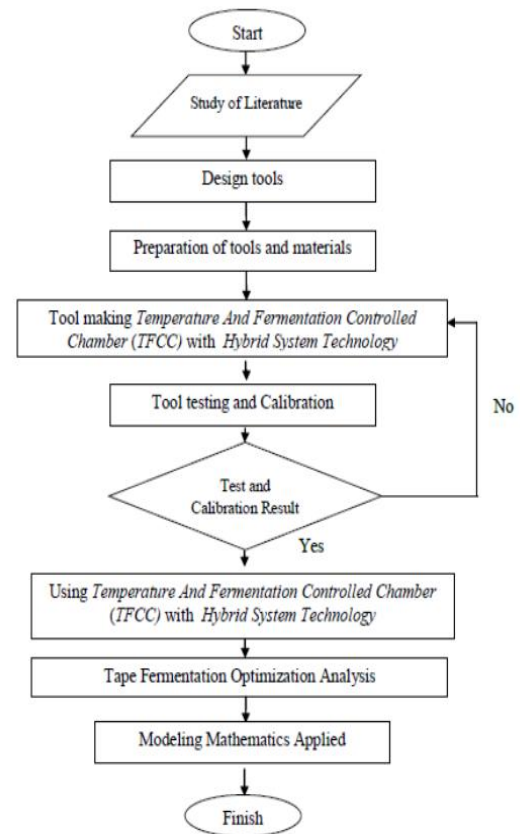 Start
Study of Literature
Design tools
Preparation of tools and materials
Tool making Temperature And Fermentation Controlled
Chamber (TFCC) with Hybrid System Technology
Tool testing and Calibration
No
Test and
Calibration Result
Yes
Using Temperature And Fermentation Controlled Chamber
(TFCC) with Hybrid System Technology
Tape Fermentation Optimization Analysis
Modeling Mathematics Applied
Finish